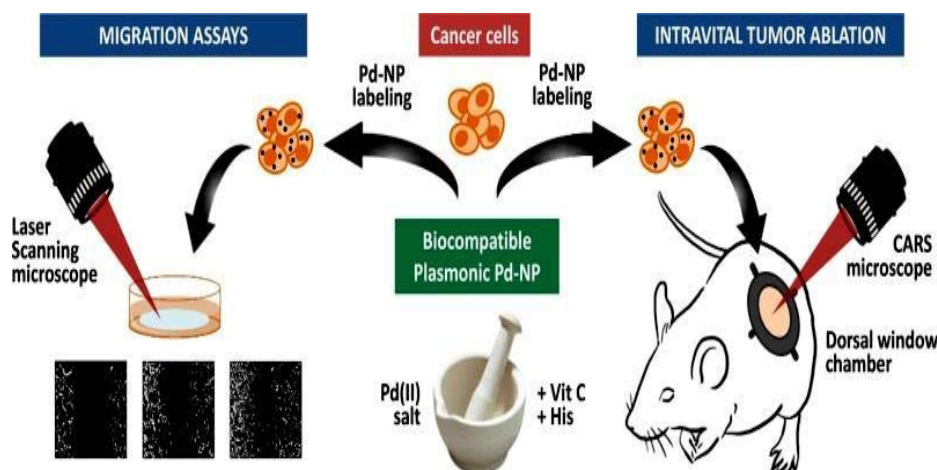 MIGRATION ASSAYS
Cancer cells
INTRAVITAL TUMOR ABLATION
Pd-NP
labeling
Pd-NP
labeling
Laser
Scanning
microscope
Biocompatible
Plasmonic Pd-NP
CARS
microscope
Pd(II)
salt
+ Vit C
+ His
Dorsal window
chamber